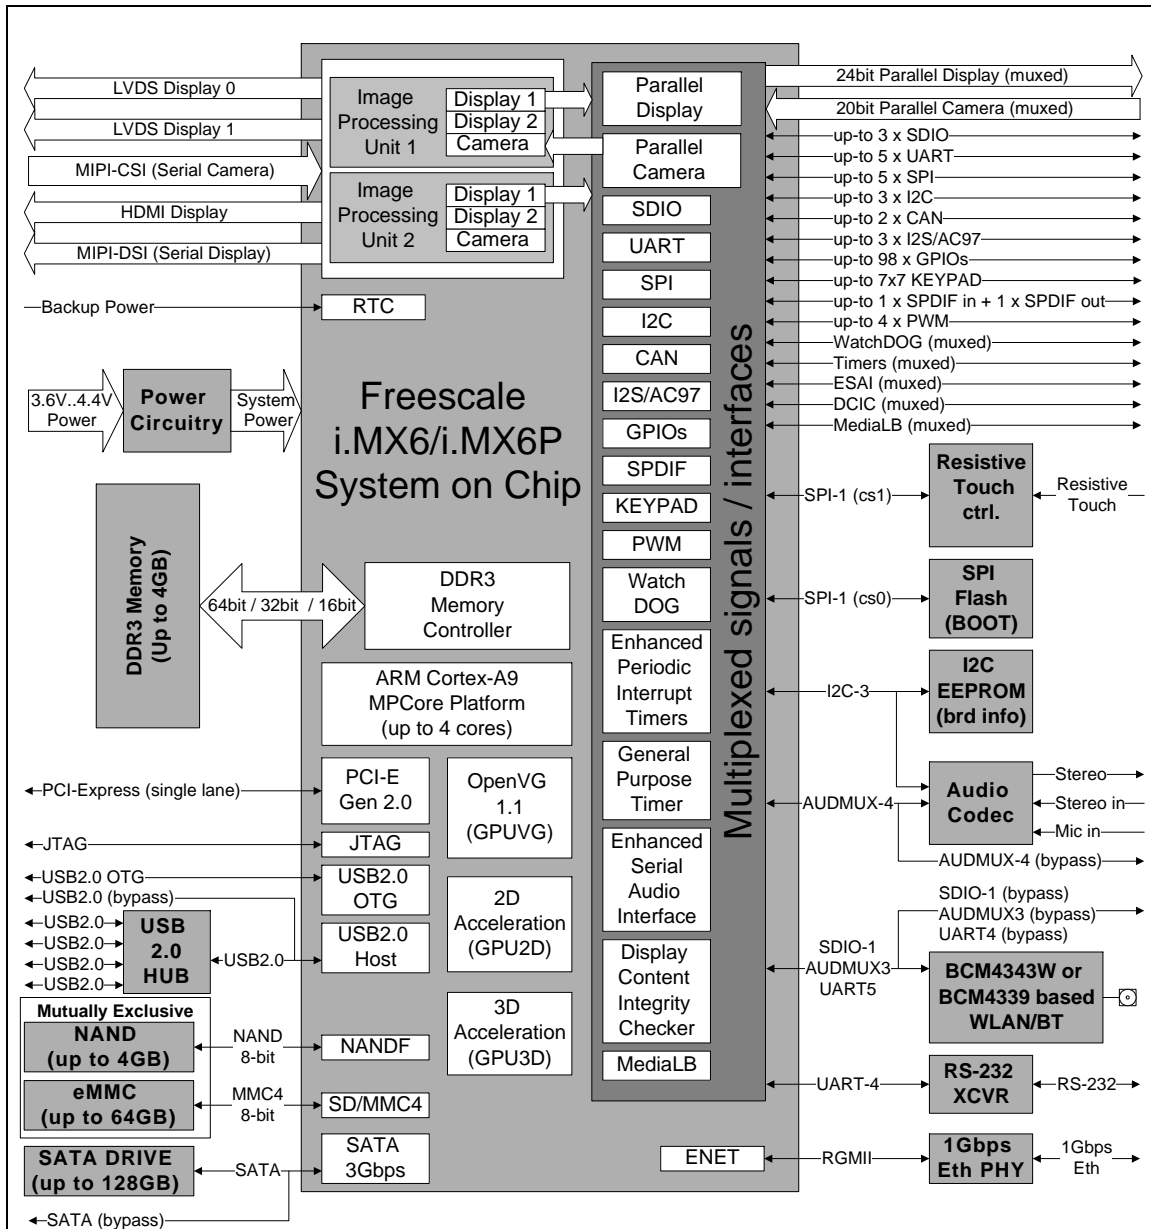 LVDS Display 0
LVDS Display 1
MIPI-CSI (Serial Camera)
HDMI Display
MIPI-DSI (Serial Display)
Backup Power
3.6V..4.4V
Power
Power
Circuitry
System
Power
DDR3 Memory
(Up to 4GB)
64bit / 32bit / 16bit
PCI-Express (single lane)
JTAG
USB2.0 OTG
USB2.0 (bypass)
USB2.0
USB2.0
USB2.0
USB2.0
USB
2.0
HUB
USB2.0
Mutually Exclusive
NAND
(up to 4GB)
NAND
8-bit
eMMC
(up to 64GB)
MMC4
8-bit
SATA DRIVE
(up to 128GB)
SATA
SATA (bypass)
Image
Processing
Unit 1
Display 1
Display 2
Camera
Image
Processing
Unit 2
Display 1
Display 2
Camera
RTC
Freescale
i.MX6/i.MX6P
System on Chip
DDR3
Memory
Controller
ARM Cortex-A9
MPCore Platform
(up to 4 cores)
PCI-E
Gen 2.0
OpenVG
1.1
(GPUVG)
JTAG
USB2.0
OTG
USB2.0
Host
2D
Acceleration
(GPU2D)
3D
Acceleration
(GPU3D)
NANDF
SD/MMC4
SATA
3Gbps
ENET
Parallel
Display
Parallel
Camera
SDIO
UART
SPI
I2C
CAN
I2S/AC97
GPIOs
SPDIF
KEYPAD
PWM
Watch
DOG
Enhanced
Periodic
Interrupt
Timers
General
Purpose
Timer
Enhanced
Serial
Audio
Interface
Display
Content
Integrity
Checker
MediaLB
Multiplexed signals / interfaces
24bit Parallel Display (muxed)
20bit Parallel Camera (muxed)
up-to 3 x SDIO
up-to 5 x UART
up-to 5 x SPI
up-to 3 x I2C
up-to 2 x CAN
up-to 3 x I2S/AC97
up-to 98 x GPIOs
up-to 7x7 KEYPAD
up-to 1 x SPDIF in + 1 x SPDIF out
up-to 4 x PWM
WatchDOG (muxed)
Timers (muxed)
ESAI (muxed)
DCIC (muxed)
MediaLB (muxed)
SPI-1 (cs1)
Resistive
Touch
ctrl.
Resistive
Touch
SPI-1 (cs0)
SPI
Flash
(BOOT)
I2C-3
I2C
EEPROM
(brd info)
AUDMUX-4
Audio
Codec
Stereo
Stereo in
Mic in
AUDMUX-4 (bypass)
SDIO-1 (bypass)
AUDMUX3 (bypass)
UART4 (bypass)
SDIO-1
AUDMUX3
UART5
BCM4343W or
BCM4339 based
WLAN/BT
UART-4
RS-232
XCVR
RS-232
RGMII
1Gbps
Eth PHY
1Gbps
Eth